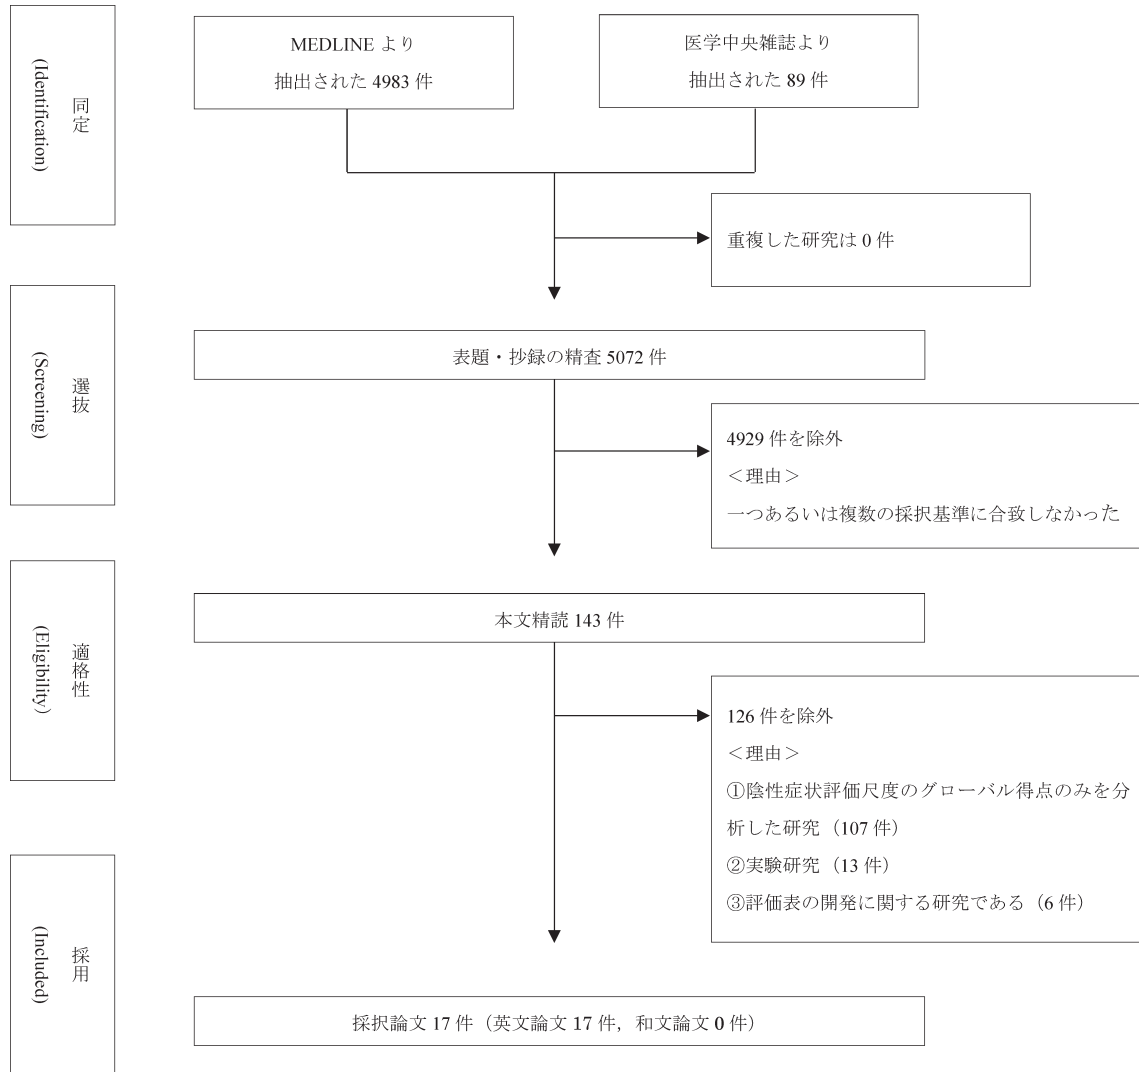 同定
(Identification)
MEDLINE より
抽出された 4983 件
医学中央雑誌より
抽出された 89 件
重複した研究は 0 件
選抜
(Screening)
表題・抄録の精査 5072 件
4929 件を除外
＜理由＞
一つあるいは複数の採択基準に合致しなかった
適格性
(Eligibility)
本文精読 143 件
126 件を除外
＜理由＞
①陰性症状評価尺度のグローバル得点のみを分
析した研究（107 件）
②実験研究（13 件）
③評価表の開発に関する研究である（6 件）
採用
(Included)
採択論文 17 件（英文論文 17 件，和文論文 0 件）